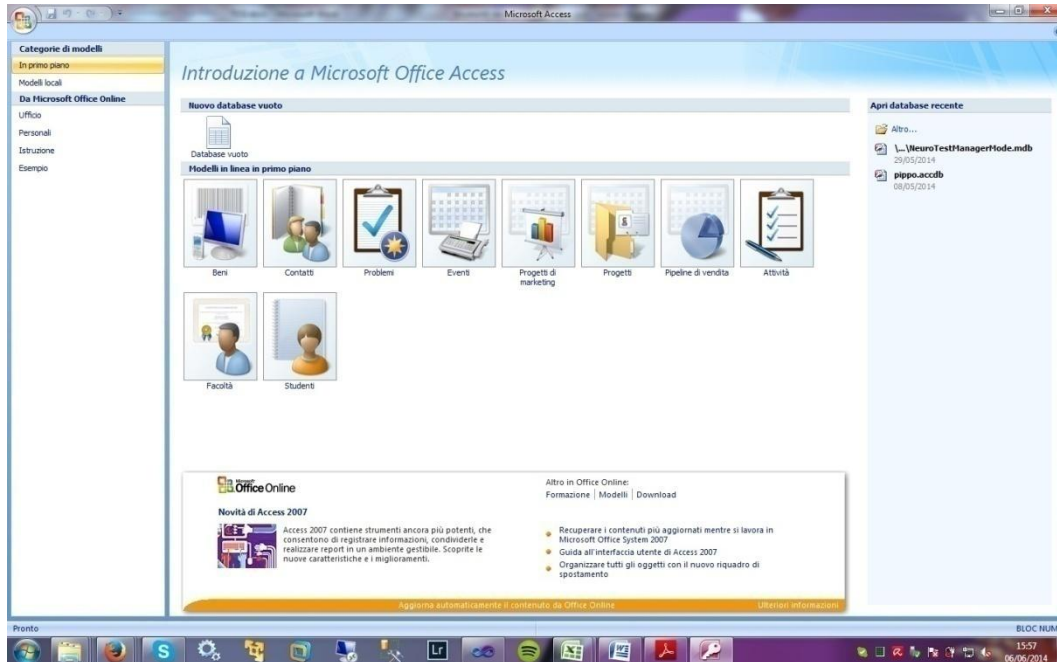 Microsoft Access
Categorie di modelli
In primo piano
Modelli locali
Da Microsoft Office Online
Ufficio
Personali
Istruzione
Esempio
Introduzione a Microsoft Office Access
Nuovo database vuoto
Database vuoto
Modelli in linea in primo piano
Beni
Contatti
Problemi
Eventi
Progetti di
marketing
Progetti
Pipeline di vendita
Attività
Facoltà
Studenti
Microsoft
Office Online
Novità di Access 2007
Access 2007 contiene strumenti ancora più potenti, che
consentono di registrare informazioni, condividerle e
realizzare report in un ambiente gestibile. Scoprite le
nuove caratteristiche e i miglioramenti.
Altro in Office Online:
Formazione | Modelli | Download
Recuperare i contenuti più aggiornati mentre si lavora in
Microsoft Office System 2007
Guida all'interfaccia utente di Access 2007
Organizzare tutti gli oggetti con il nuovo riquadro di
spostamento
Aggiorna automaticamente il contenuto da Office Online
Ulteriori informazioni
Apri database recente
Altro...
\...\NeuroTestManagerMode.mdb
29/05/2014
pippo.accdb
08/05/2014
Pronto
BLOC NUM
S
Lr
15:57
06/06/2014